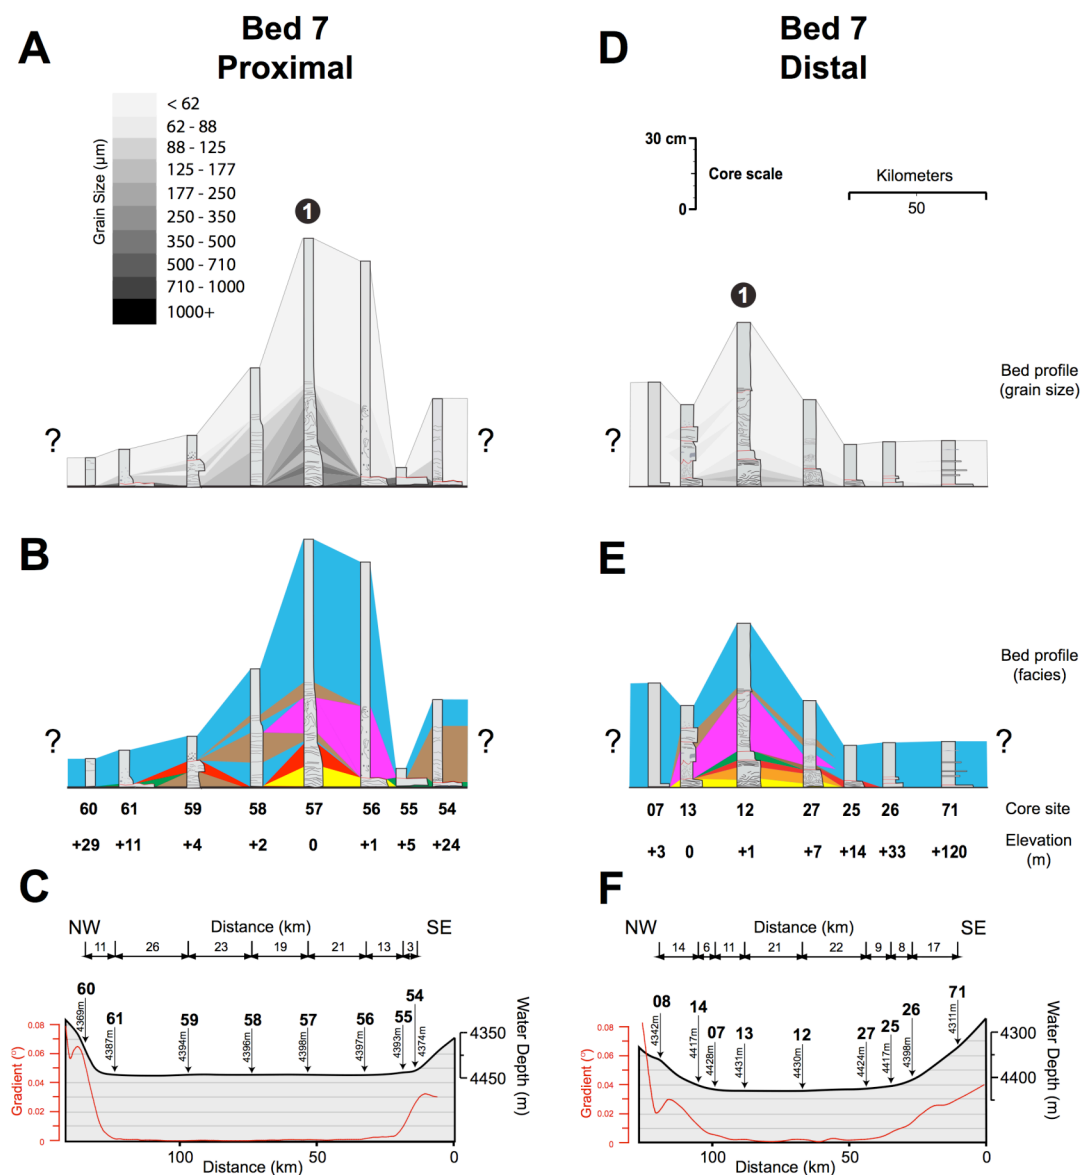 A
Bed 7
Proximal
D
Bed 7
Distal
Grain Size (µm)
< 62
62 - 88
88 - 125
125 - 177
177 - 250
250 - 350
350 - 500
500 - 710
710 - 1000
1000+
30 cm
Core scale
0
Kilometers
50
1
1
Bed profile
(grain size)
?
?
?
B
E
Bed profile
(facies)
?
?
?
?
60 61 59 58 57 56 55 54
07 13 12 27 25 26 71
Core site
+29 +11 +4 +2 0 +1 +5 +24
+3 0 +1 +7 +14 +33 +120
Elevation
(m)
C
NW
Distance (km)
SE
11 26 23 19 21 13 3
60 61 59 58 57 56 55 54
4369m 4387m 4394m 4396m 4398m 4397m 4393m 4374m
Gradient (°)
0.08
0.06
0.04
0.02
0
4350
4450
Water Depth (m)
100 50 0
Distance (km)
F
NW
Distance (km)
SE
14 6 11 21 22 9 8 17
08 14 07 13 12 27 25 26 71
4342m 4417m 4428m 4431m 4430m 4424m 4417m 4398m 4311m
Gradient (°)
0.08
0.06
0.04
0.02
0
4300
4400
Water Depth (m)
100 50 0
Distance (km)